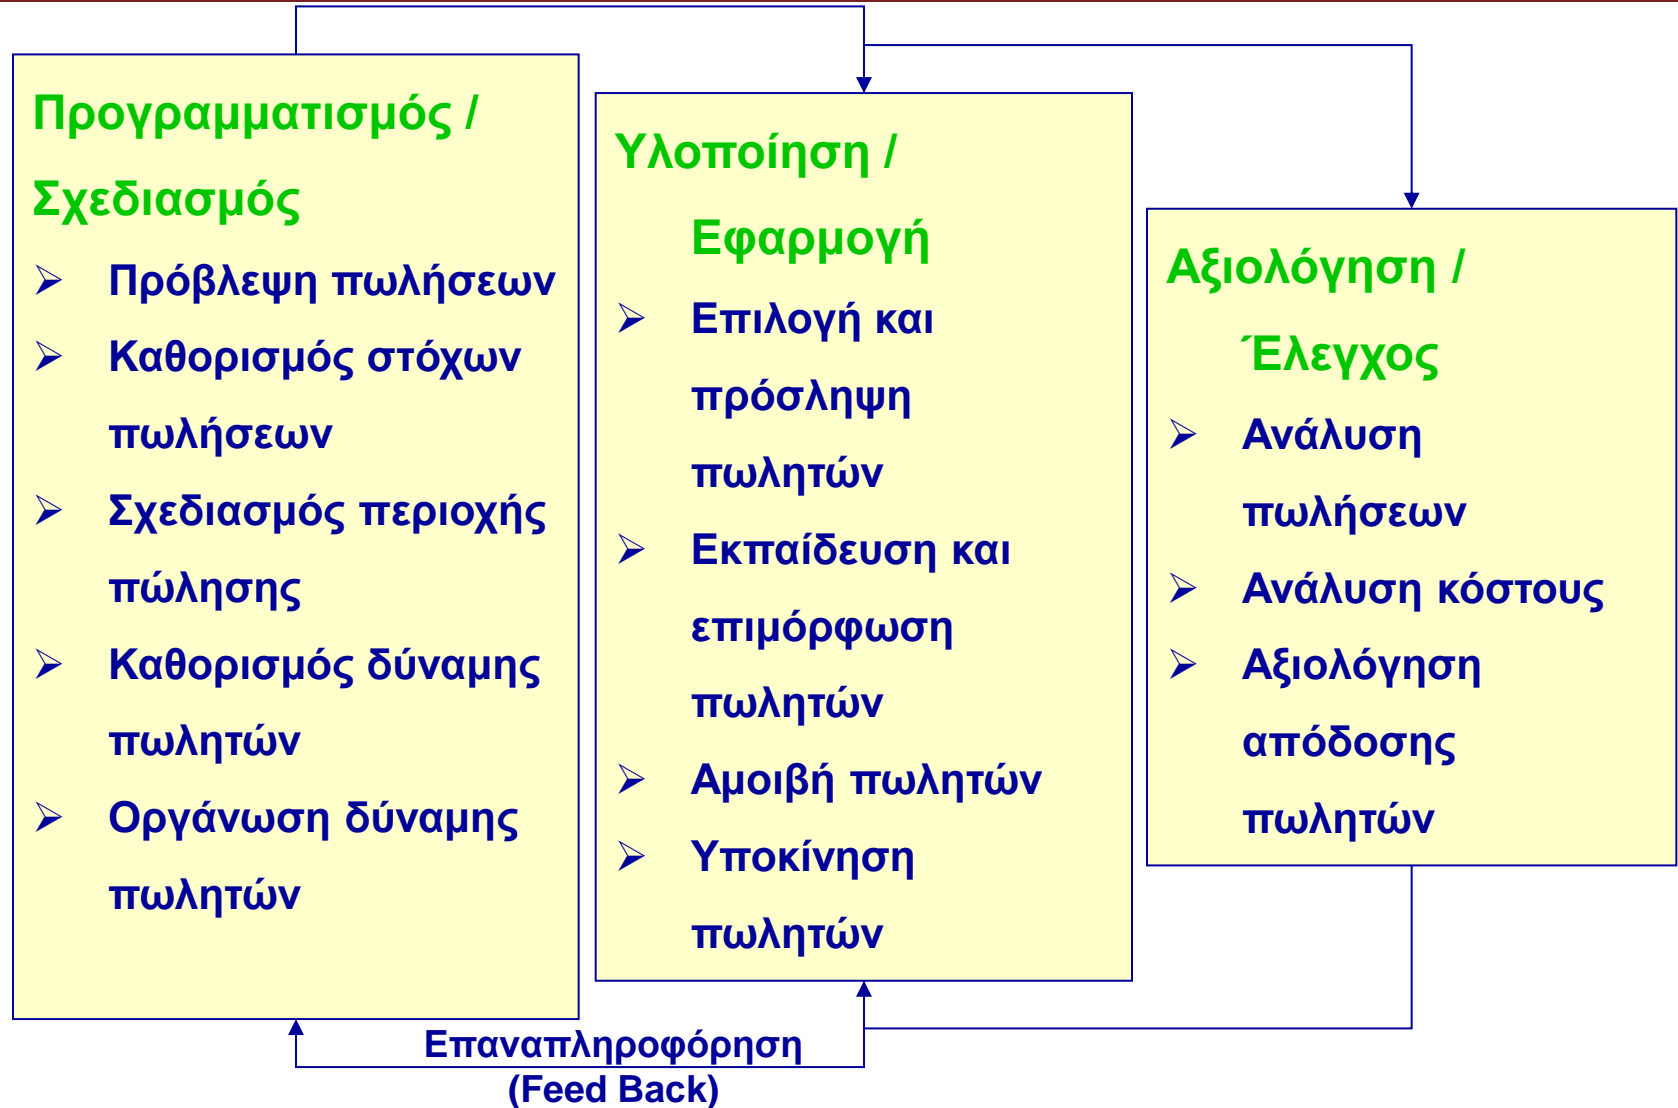 Προγραμματισμός /
Σχεδιασμός
➢ Πρόβλεψη πωλήσεων
➢ Καθορισμός στόχων
πωλήσεων
➢ Σχεδιασμός περιοχής
πώλησης
➢ Καθορισμός δύναμης
πωλητών
➢ Οργάνωση δύναμης
πωλητών
Υλοποίηση /
Εφαρμογή
➢ Επιλογή και
πρόσληψη
πωλητών
➢ Εκπαίδευση και
επιμόρφωση
πωλητών
➢ Αμοιβή πωλητών
➢ Υποκίνηση
πωλητών
Αξιολόγηση /
Έλεγχος
➢ Ανάλυση
πωλήσεων
➢ Ανάλυση κόστους
➢ Αξιολόγηση
απόδοσης
πωλητών
Επαναπληροφόρηση
(Feed Back)